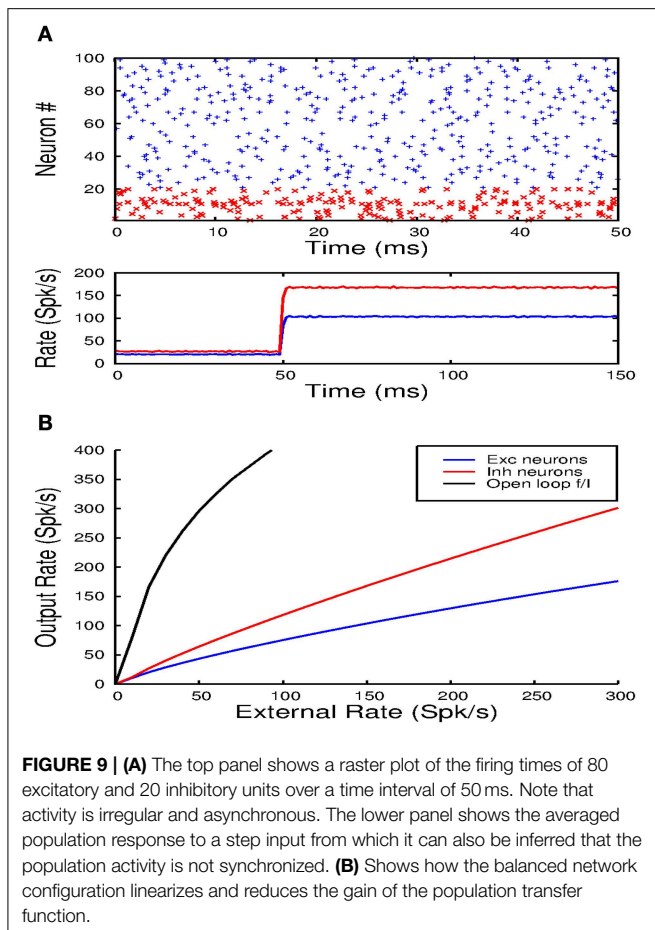 A
100
80
60
40
20
Neuron #
0
10
20
30
40
50
Time (ms)
200
150
100
50
0
Rate (Spk/s)
0
50
100
150
Time (ms)
B
400
350
300
250
200
150
100
50
0
Output Rate (Spk/s)
Exc neurons
Inh neurons
Open loop f/I
0
50
100
150
200
250
300
External Rate (Spk/s)
FIGURE 9 | (A) The top panel shows a raster plot of the firing times of 80
excitatory and 20 inhibitory units over a time interval of 50 ms. Note that
activity is irregular and asynchronous. The lower panel shows the averaged
population response to a step input from which it can also be inferred that the
population activity is not synchronized. (B) Shows how the balanced network
configuration linearizes and reduces the gain of the population transfer
function.